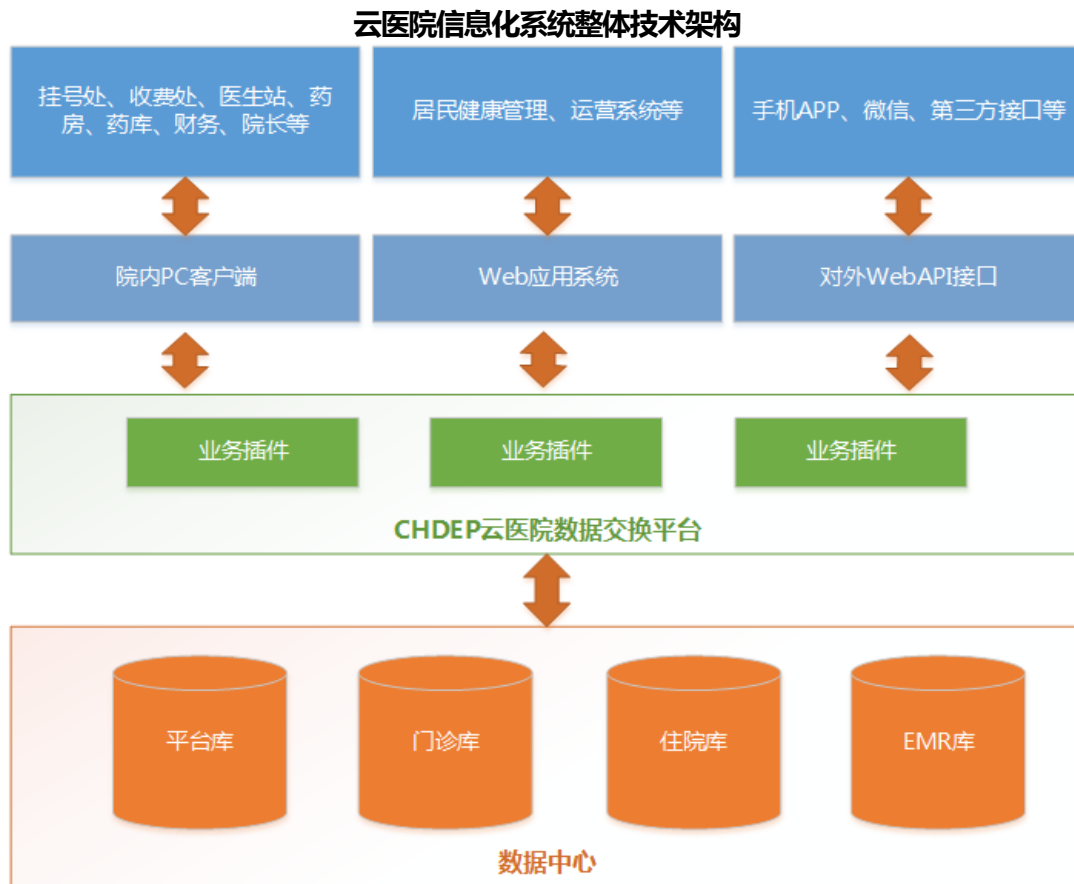 云医院信息化系统整体技术架构
挂号处、收费处、医生站、药
房、药库、财务、院长等
居民健康管理、运营系统等
手机APP、微信、第三方接口等
院内PC客户端
Web应用系统
对外WebAPI接口
业务插件
业务插件
业务插件
CHDEP云医院数据交换平台
平台库
门诊库
住院库
EMR库
数据中心